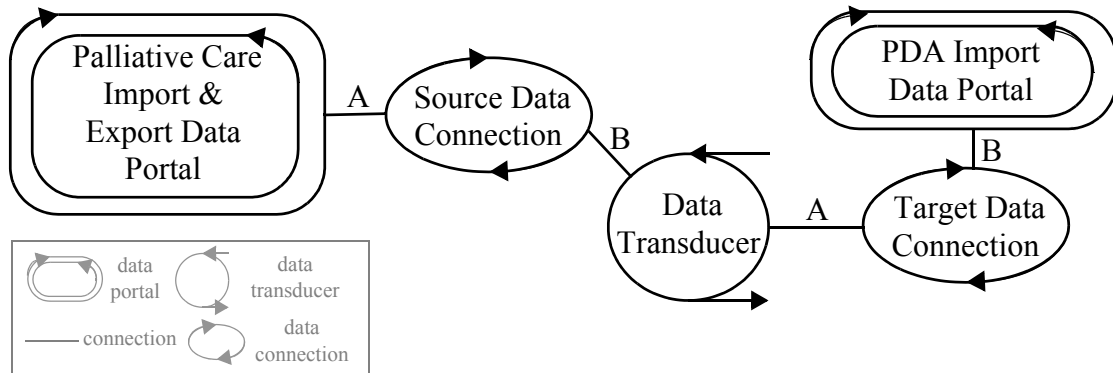 Palliative Care
Import &
Export Data
Portal
A
Source Data
Connection
B
Data
Transducer
A
Target Data
Connection
B
PDA Import
Data Portal
data
portal
data
transducer
connection
data
connection